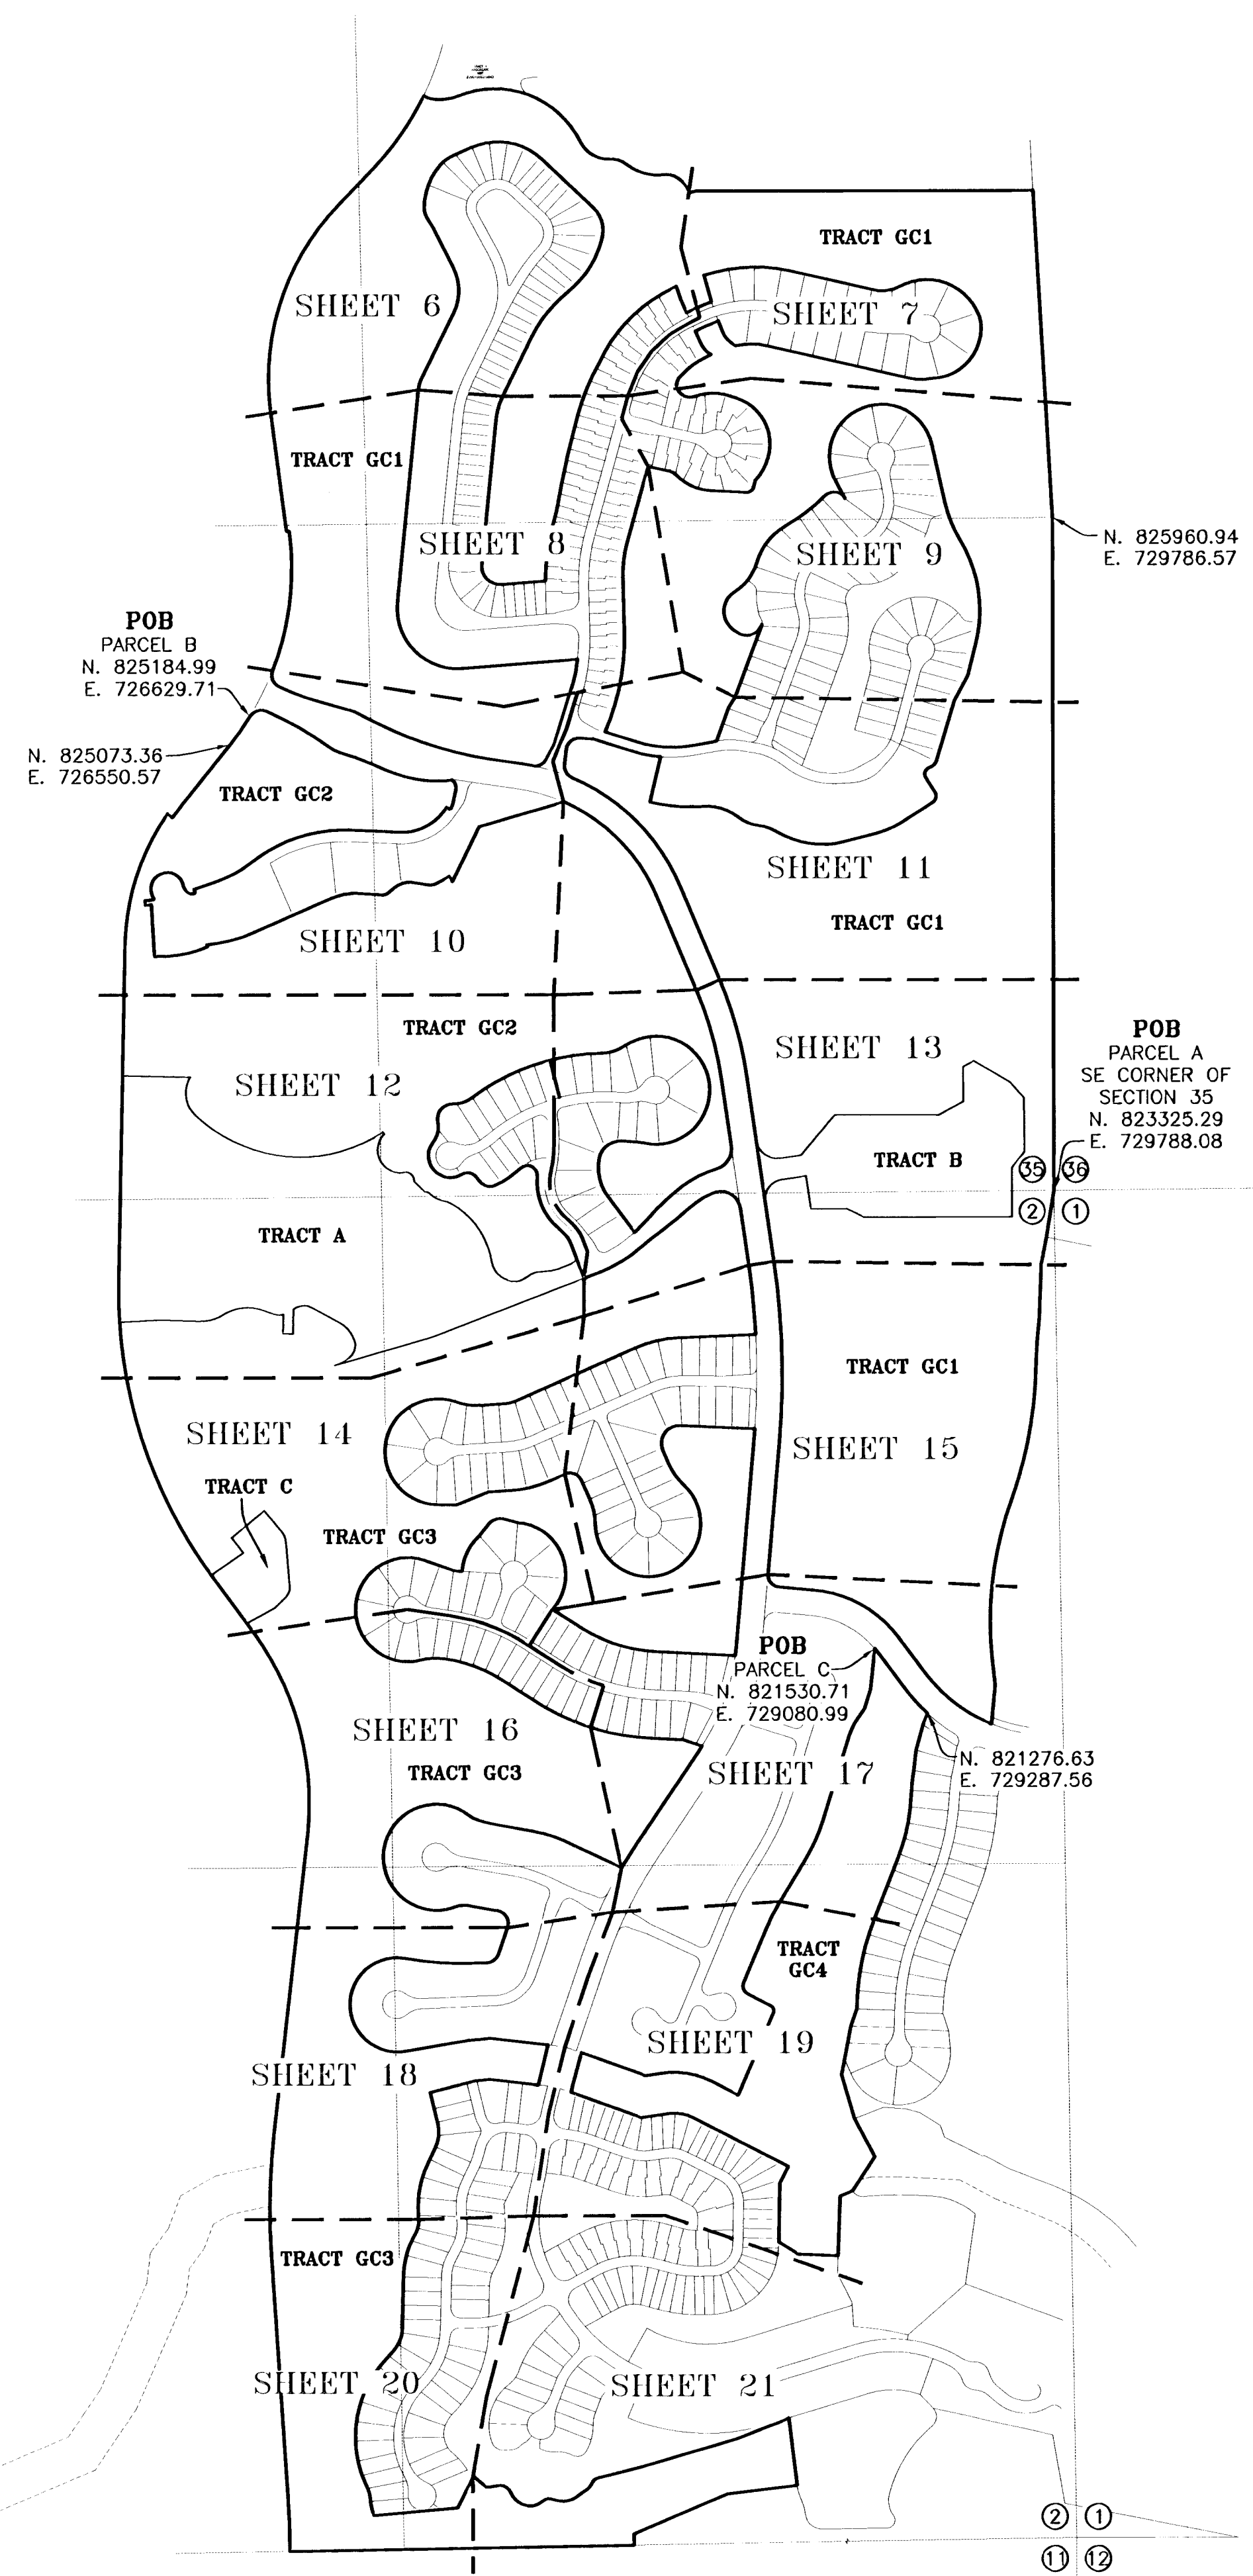 TRACT GC1
SHEET 6
SHEET 7
TRACT GC1
SHEET 8
SHEET 9
N. 825960.94
E. 729786.57
POB
PARCEL B
N. 825184.99
E. 726629.71
N. 825073.36
E. 726550.57
TRACT GC2
SHEET 11
TRACT GC1
SHEET 10
TRACT GC2
SHEET 12
SHEET 13
POB
PARCEL A
SE CORNER OF
SECTION 35
N. 823325.29
E. 729788.08
TRACT B
35
36
2
1
TRACT A
TRACT GC1
SHEET 14
SHEET 15
TRACT C
TRACT GC3
POB
PARCEL C
N. 821530.71
E. 729080.99
SHEET 16
TRACT GC3
SHEET 17
N. 821276.63
E. 729287.56
TRACT
GC4
SHEET 19
SHEET 18
TRACT GC3
SHEET 20
SHEET 21
2
1
11
12